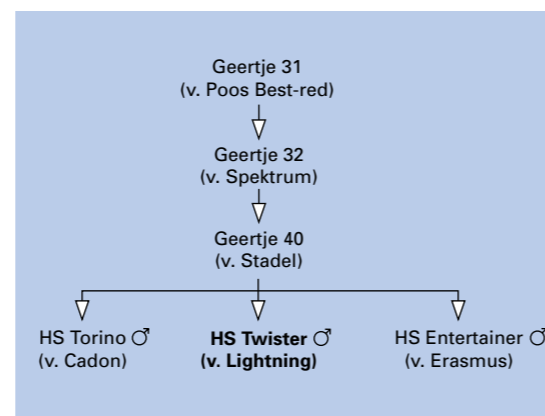 Geertje 31
(v. Poos Best-red)
Geertje 32
(v. Spektrum)
Geertje 40
(v. Stadel)
HS Torino ♂
(v. Cadon)
HS Twister ♂
(v. Lightning)
HS Entertainer ♂
(v. Erasmus)